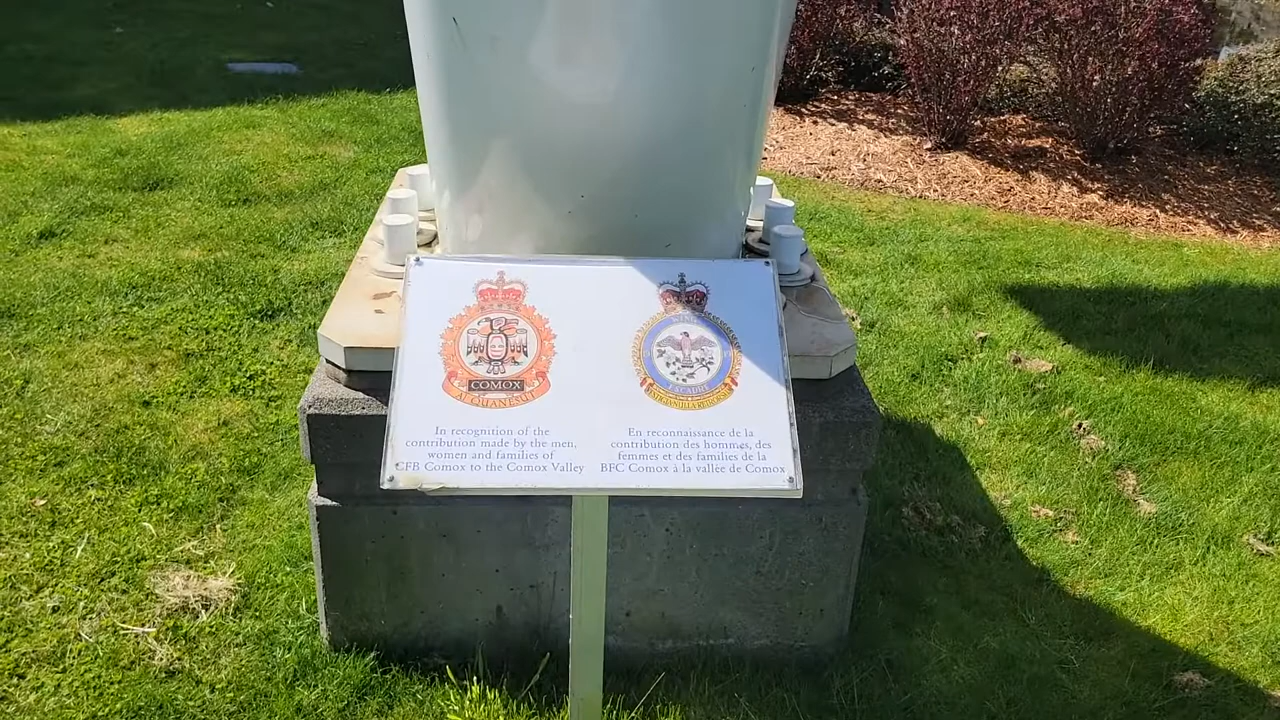 COMOX
In recognition of the
contribution made by the men,
women and families of
CFB Comox to the Comox Valley
ESCADRE
En reconnaissance de la
contribution des hommes, des
femmes et des familles de la
BFC Comox à la vallée de Comox